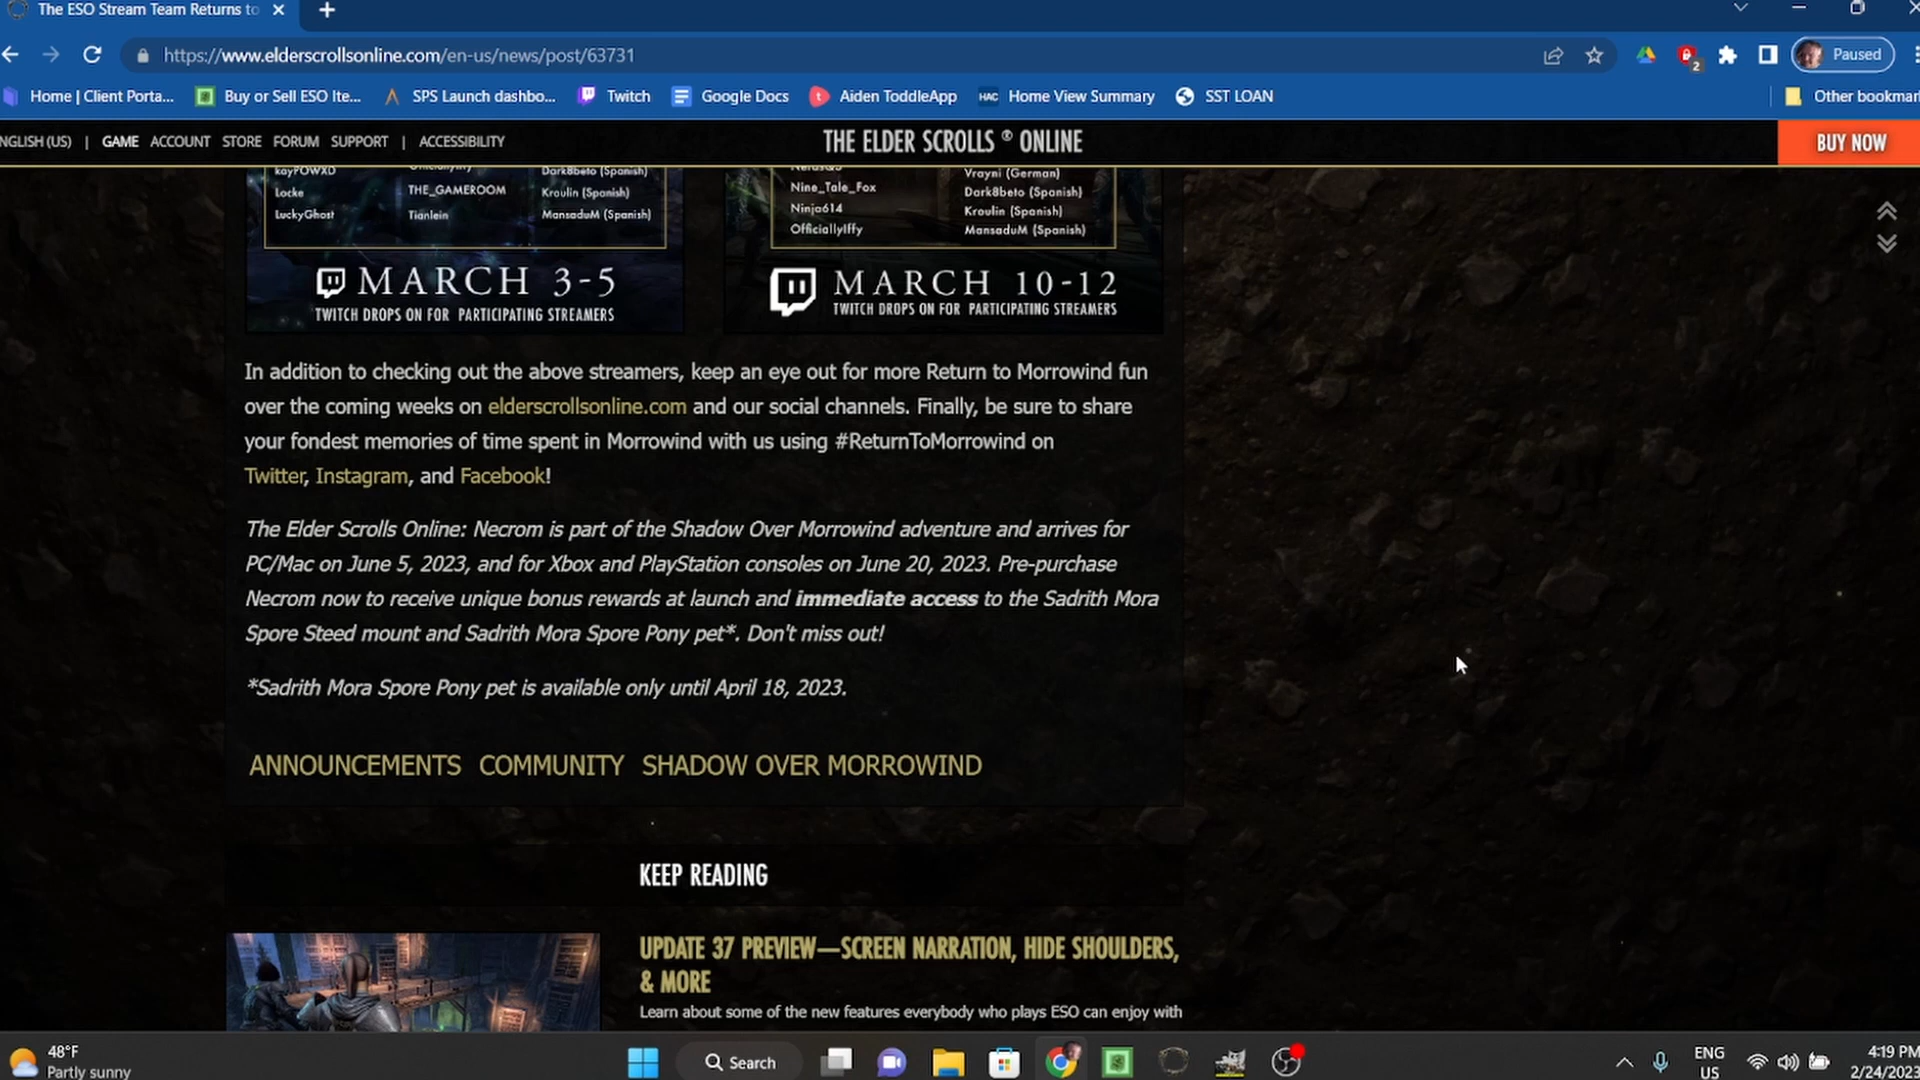 The ESO Stream Team Returns to
https://www.elderscrollsonline.com/en-us/news/post/63731
2
Paused
Home | Client Porta...
Buy or Sell ESO Ite...
SPS Launch dashbo...
Twitch
Google Docs
Aiden ToddleApp
HAC
Home View Summary
SST LOAN
Other bookmar
NGLISH (US) | GAME ACCOUNT STORE FORUM SUPPORT | ACCESSIBILITY
THE ELDER SCROLLS ® ONLINE
BUY NOW
kayPOWXD
Locke
LuckyGhost
THE_GAMEROOM
Tianlein
Dark8beto (Spanish)
Kroulin (Spanish)
MansaduM (Spanish)
MARCH 3-5
TWITCH DROPS ON FOR PARTICIPATING STREAMERS
Nine_Tale_Fox
Ninja614
OfficiallyIffy
Vrayni (German)
Dark8beto (Spanish)
Kroulin (Spanish)
MansaduM (Spanish)
MARCH 10-12
TWITCH DROPS ON FOR PARTICIPATING STREAMERS
In addition to checking out the above streamers, keep an eye out for more Return to Morrowind fun
over the coming weeks on elderscrollsonline.com and our social channels. Finally, be sure to share
your fondest memories of time spent in Morrowind with us using #ReturnToMorrowind on
Twitter, Instagram, and Facebook!
The Elder Scrolls Online: Necrom is part of the Shadow Over Morrowind adventure and arrives for
PC/Mac on June 5, 2023, and for Xbox and PlayStation consoles on June 20, 2023. Pre-purchase
Necrom now to receive unique bonus rewards at launch and immediate access to the Sadrith Mora
Spore Steed mount and Sadrith Mora Spore Pony pet*. Don't miss out!
*Sadrith Mora Spore Pony pet is available only until April 18, 2023.
ANNOUNCEMENTS COMMUNITY SHADOW OVER MORROWIND
KEEP READING
UPDATE 37 PREVIEW—SCREEN NARRATION, HIDE SHOULDERS,
& MORE
Learn about some of the new features everybody who plays ESO can enjoy with
48°F
Partly sunny
Search
ENG
US
4:19 PM
2/24/2023